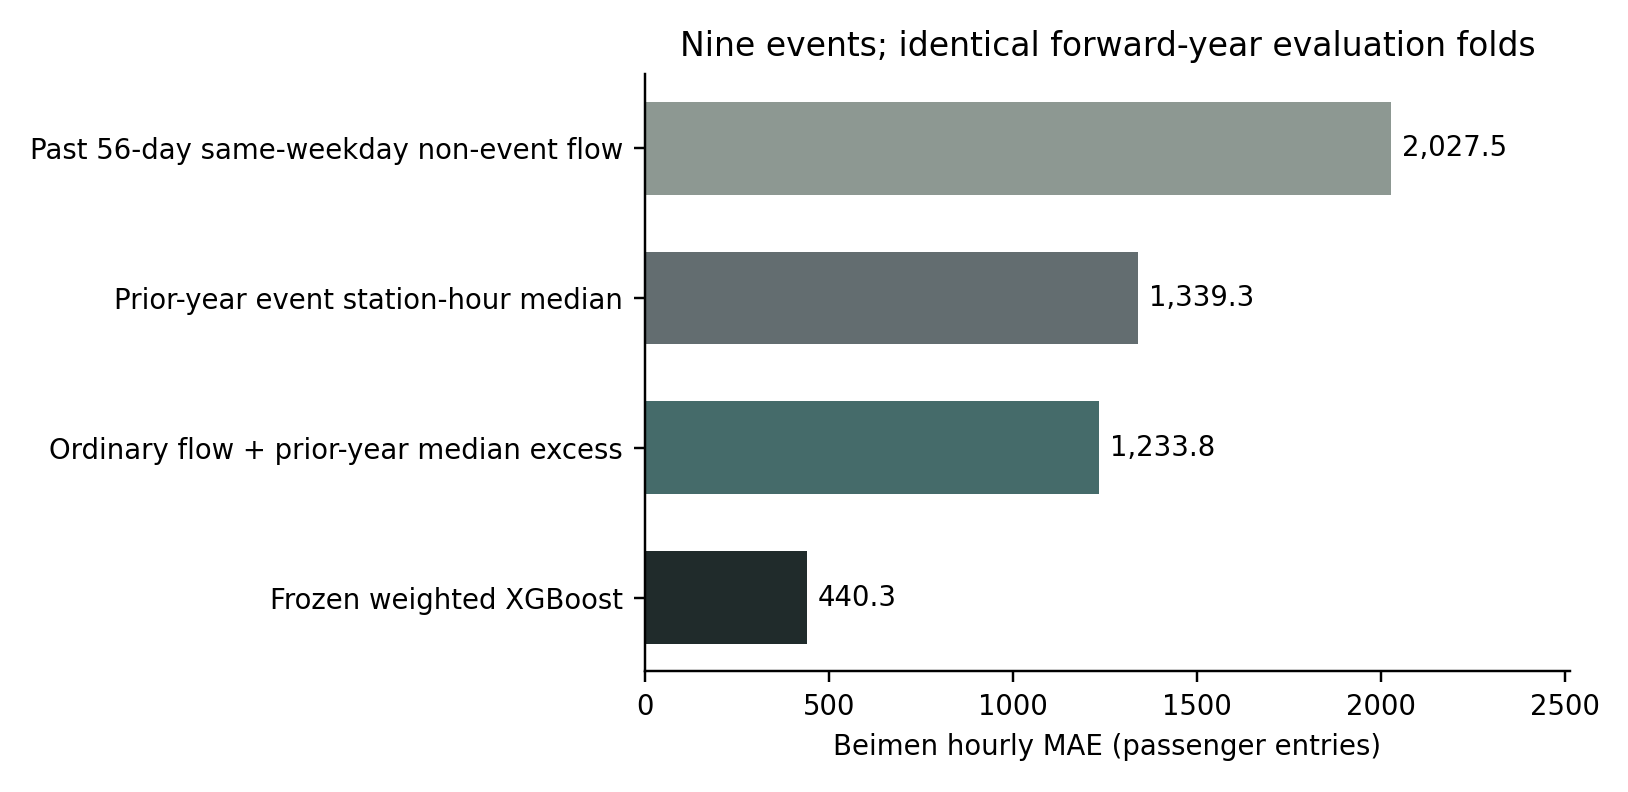 Nine events; identical forward-year evaluation folds
Past 56-day same-weekday non-event flow
2,027.5
Prior-year event station-hour median
1,339.3
Ordinary flow + prior-year median excess
1,233.8
Frozen weighted XGBoost
440.3
0 500 1000 1500 2000 2500
Beimen hourly MAE (passenger entries)